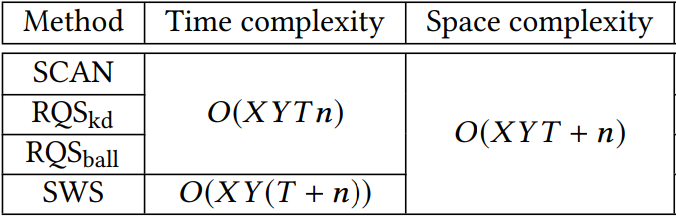 Method Time complexity Space complexity
SCAN
RQS_kd O(XYTn)
RQS_ball O(XYT + n)
SWS O(XY(T + n))